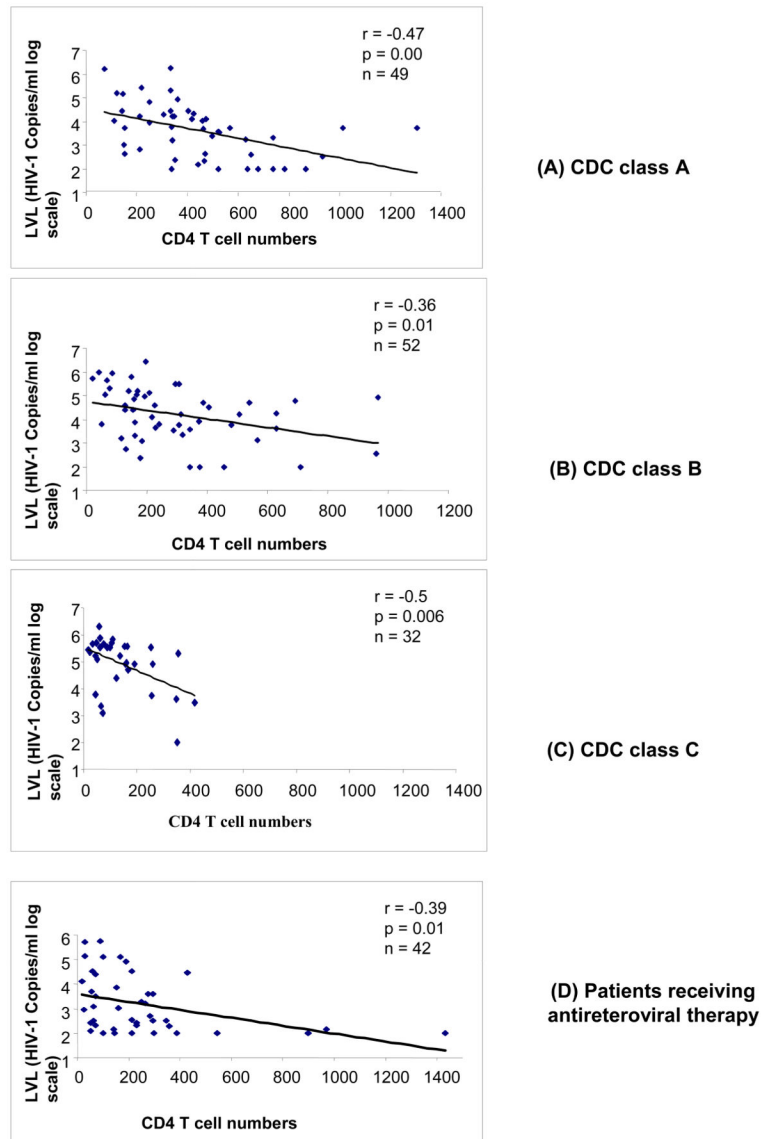 r = -0.47
p = 0.00
n = 49
7
6
5
4
3
2
1
0 200 400 600 800 1000 1200 1400
LVL (HIV-1 Copies/ml log
scale)
CD4 T cell numbers
(A) CDC class A
r = -0.36
p = 0.01
n = 52
7
6
5
4
3
2
1
0 200 400 600 800 1000 1200
LVL (HIV-1 Copies/ml log
scale)
CD4 T cell numbers
(B) CDC class B
r = -0.5
p = 0.006
n = 32
7
6
5
4
3
2
1
0 200 400 600 800 1000 1200 1400
LVL (HIV-1 Copies/ml log
scale)
CD4 T cell numbers
(C) CDC class C
r = -0.39
p = 0.01
n = 42
6
5
4
3
2
1
0 200 400 600 800 1000 1200 1400
LVL (HIV-1 Copies/ml log
scale)
CD4 T cell numbers
(D) Patients receiving
antireteroviral therapy